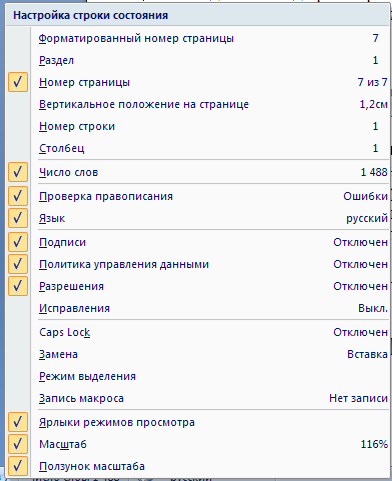 Настройка строки состояния
Форматированный номер страницы 7
Раздел 1
Номер страницы 7 из 7
Вертикальное положение на странице 1,2см
Номер строки 1
Столбец 1
Число слов 1 488
Проверка правописания Ошибки
Язык русский
Подписи Отключен
Политика управления данными Отключен
Разрешения Отключен
Исправления Выкл.
Caps Lock Отключен
Замена Вставка
Режим выделения
Запись макроса Нет записи
Ярлыки режимов просмотра
Масштаб 116%
Ползунок масштаба